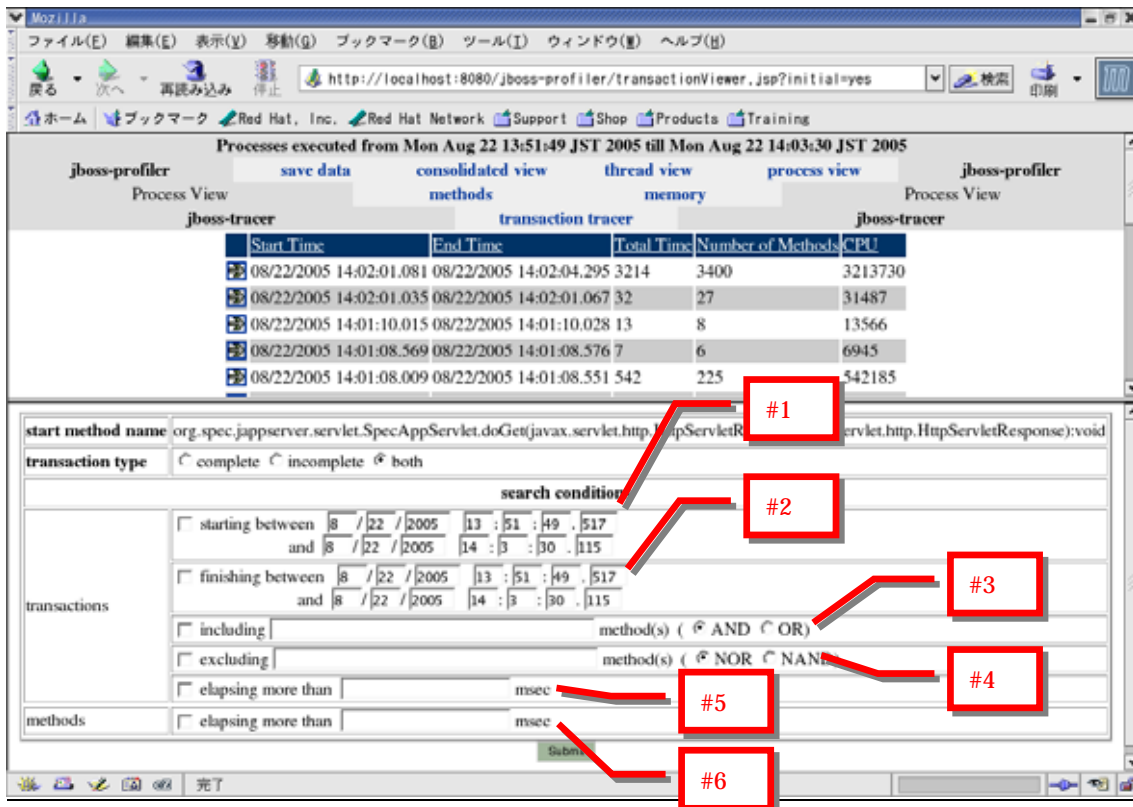 Mozilla
ファイル(F) 編集(E) 表示(V) 移動(G) ブックマーク(B) ツール(T) ウィンドウ(W) ヘルプ(H)
戻る 次へ 再読み込み 停止 http://localhost:8080/jboss-profiler/transactionViewer.jsp?initial=yes 検索 印刷
ホーム ブックマーク Red Hat, Inc. Red Hat Network Support Shop Products Training
Processes executed from Mon Aug 22 13:51:49 JST 2005 till Mon Aug 22 14:03:30 JST 2005
jboss-profiler save data consolidated view thread view process view jboss-profiler
Process View methods memory Process View
jboss-tracer transaction tracer jboss-tracer
Start Time End Time Total Time Number of Methods CPU
08/22/2005 14:02:01.081 08/22/2005 14:02:04.295 3214 3400 3213730
08/22/2005 14:02:01.035 08/22/2005 14:02:01.067 32 27 31487
08/22/2005 14:01:10.015 08/22/2005 14:01:10.028 13 8 13566
08/22/2005 14:01:08.569 08/22/2005 14:01:08.576 7 6 6945
08/22/2005 14:01:08.009 08/22/2005 14:01:08.551 542 225 542185
#1
start method name org.spec.jappserver.servlet.SpecAppServlet.doGet(javax.servlet.http.HttpServletR servlet.http.HttpServletResponse):void
transaction type complete incomplete both
search condition
#2
starting between 8 / 22 / 2005 13 : 51 : 49 . 517
and 8 / 22 / 2005 14 : 3 : 30 . 115
transactions
finishing between 8 / 22 / 2005 13 : 51 : 49 . 517
and 8 / 22 / 2005 14 : 3 : 30 . 115
#3
including method(s) ( AND OR)
excluding method(s) ( NOR NAND)
#4
elapsing more than msec
#5
methods elapsing more than msec
Submit
#6
完了